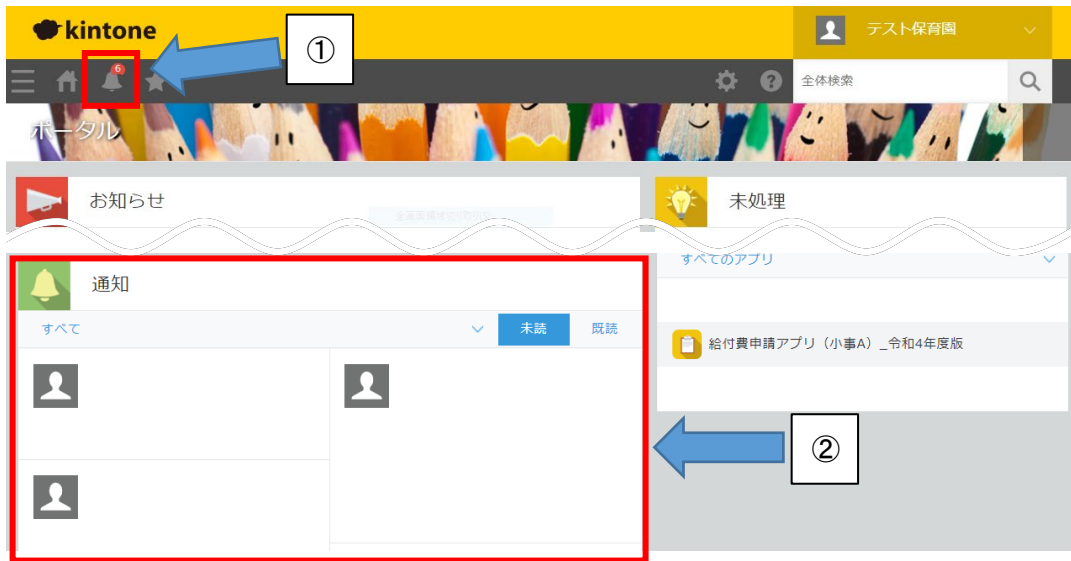 kintone
①
テスト保育園
6
全体検索
ポータル
お知らせ
未処理
通知
すべてのアプリ
すべて
未読
既読
給付費申請アプリ（小事A）_令和4年度版
②